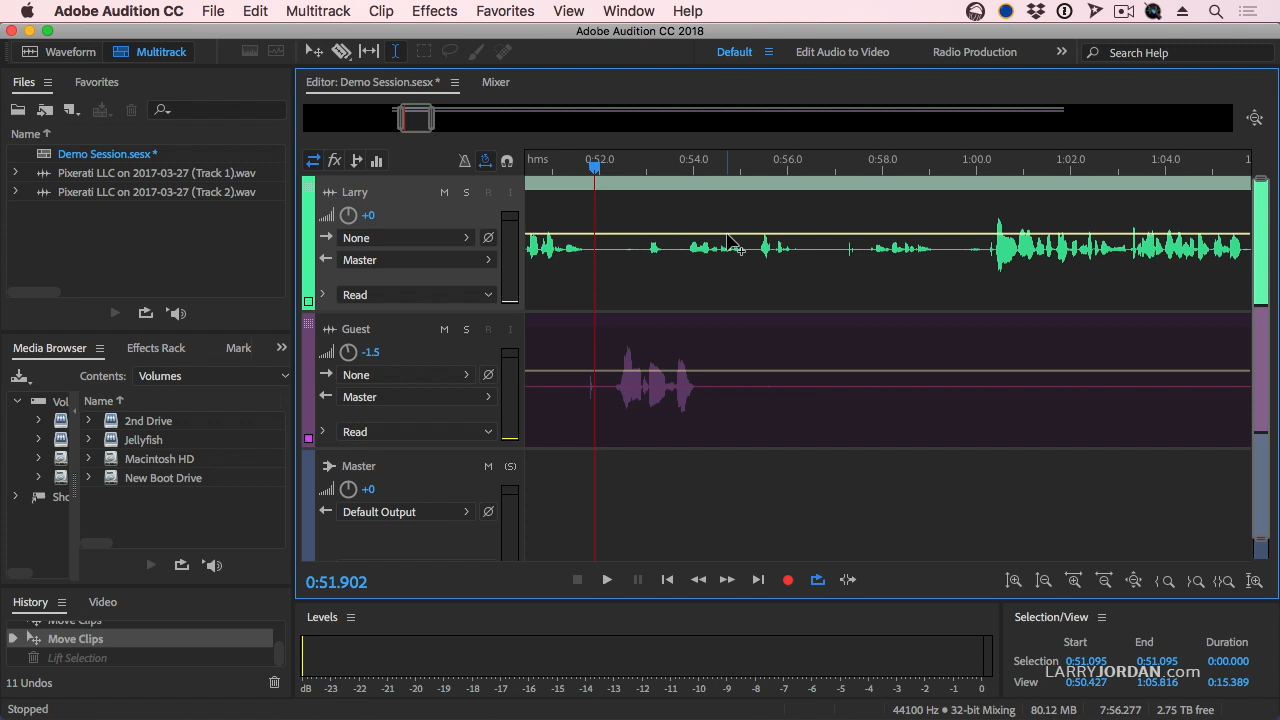 Adobe Audition CC File Edit Multitrack Clip Effects Favorites View Window Help
Adobe Audition CC 2018
Waveform Multitrack Default Edit Audio to Video Radio Production Search Help
Files Favorites
Name
Demo Session.sesx *
Pixerati LLC on 2017-03-27 (Track 1).wav
Pixerati LLC on 2017-03-27 (Track 2).wav
Media Browser Effects Rack Mark
Contents: Volumes
Vol Name
2nd Drive
Jellyfish
Macintosh HD
New Boot Drive
Sho
History Video
Move Clips
Move Clips
Lift Selection
11 Undos
Stopped
Editor: Demo Session.sesx * Mixer
fx hms 0:52.0 0:54.0 0:56.0 0:58.0 1:00.0 1:02.0 1:04.0 1
Larry M S R I
+0
None
Master
Read
Guest M S R I
-1.5
None
Master
Read
Master M (S)
+0
Default Output
0:51.902
Levels
dB -23 -22 -21 -20 -19 -18 -17 -16 -15 -14 -13 -12 -11 -10 -9 -8 -7 -6 -5 -4 -3 -2 -1 0
Selection/View
Start End Duration
Selection 0:51.095 0:51.095 0:00.000
LARRYJORDAN.com
View 0:50.427 1:05.816 0:15.389
44100 Hz • 32-bit Mixing 80.12 MB 7:56.277 2.75 TB free